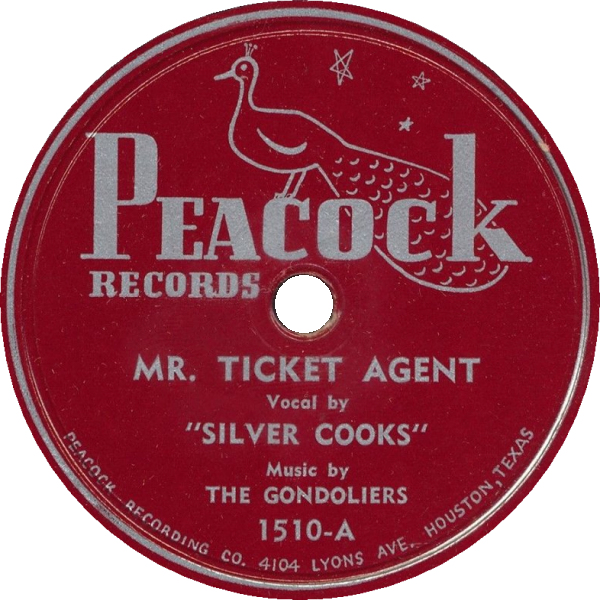 PEACOCK
RECORDS
MR. TICKET AGENT
Vocal by
"SILVER COOKS"
Music by
THE GONDOLIERS
1510-A
PEACOCK RECORDING CO. 4104 LYONS AVE. HOUSTON, TEXAS